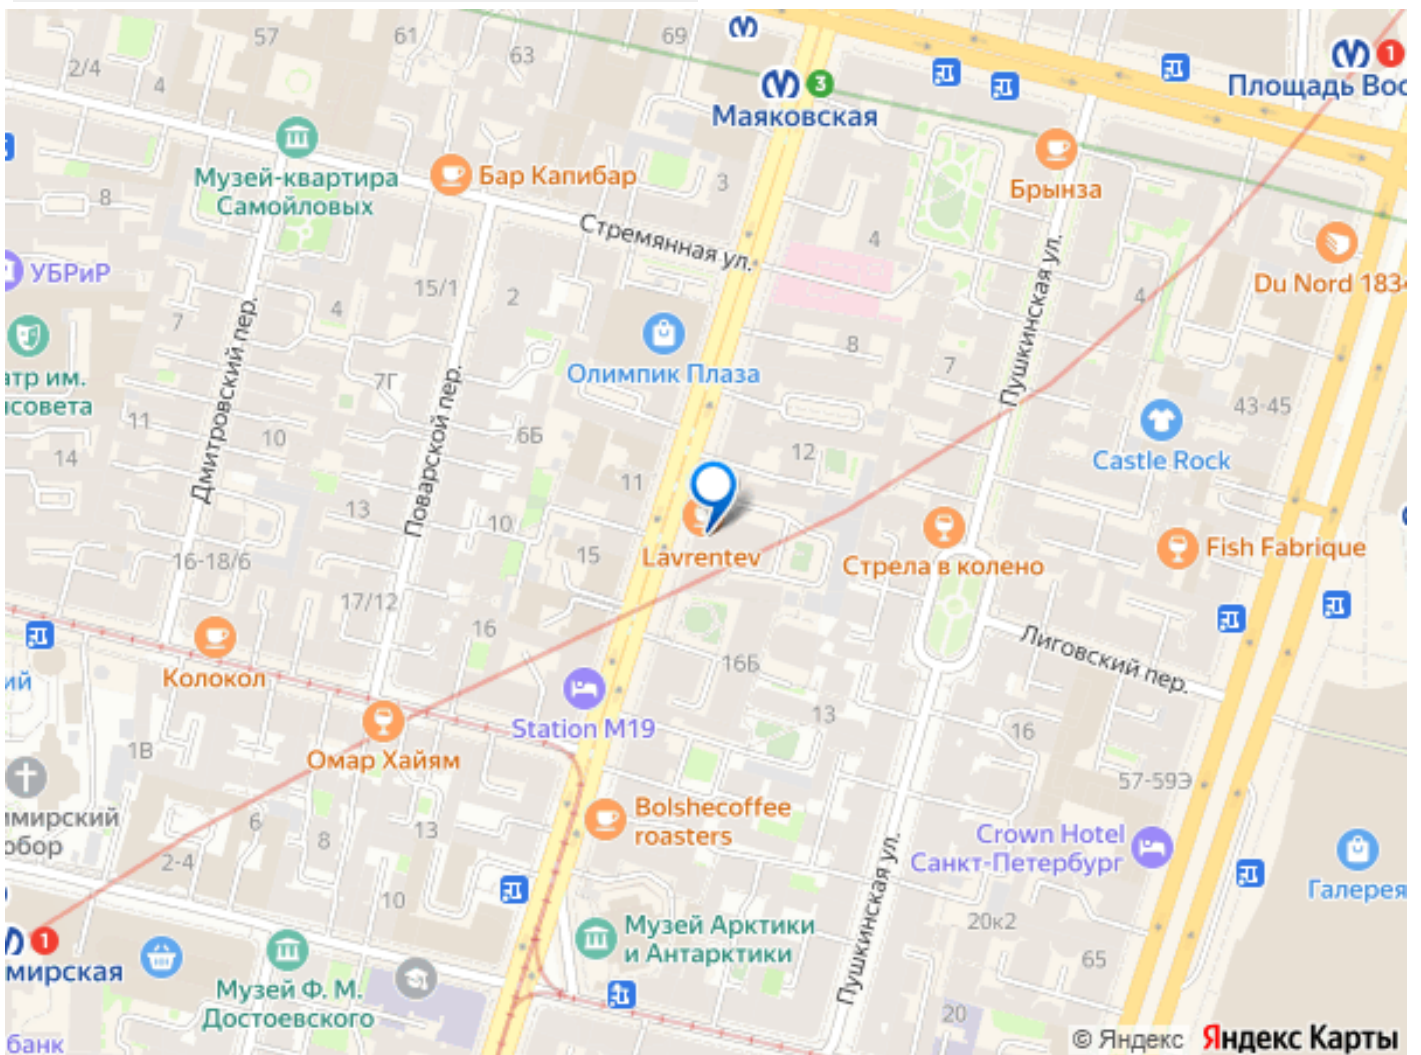 57
61
63
69
3
Маяковская
1
Площадь Вос
2/4
4
Музей-квартира
Самойловых
Бар Капибар
3
Брынза
8
Стремянная ул.
4
Пушкинская ул.
Du Nord 1834
УБРиР
15/1
2
4
7
4
атр им.
исовета
Дмитровский пер.
7Г
Поварской пер.
Олимпик Плаза
8
7
43-45
11
10
14
6Б
12
Castle Rock
11
13
10
15
Lavrentev
Стрела в колено
Fish Fabrique
16-18/6
17/12
16
Колокол
ий
16Б
Лиговский пер.
Station M19
13
16
1В
Омар Хайям
57-59Э
имирский
обор
6
8
13
2-4
10
Bolshecoffee
roasters
Crown Hotel
Санкт-Петербург
Галерея
Пушкинская ул.
1
мирская
Музей Ф. М.
Достоевского
Музей Арктики
и Антарктики
20к2
65
20
банк
© Яндекс Яндекс Карты